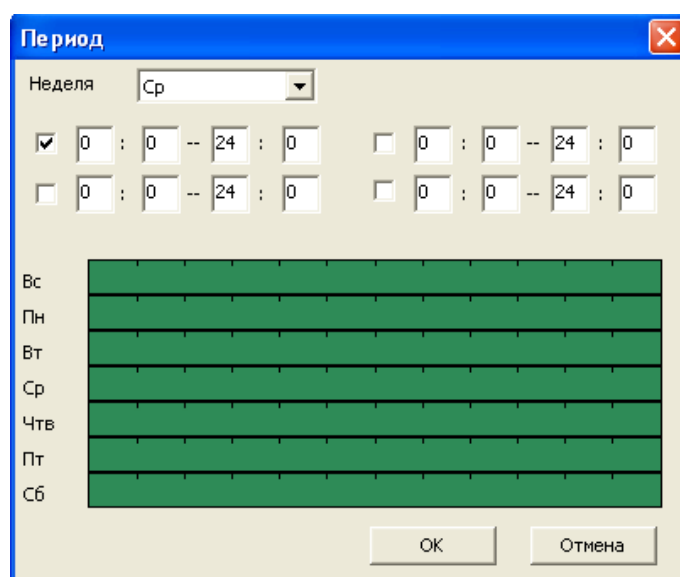 Период
Неделя Ср
0 : 0 -- 24 : 0 0 : 0 -- 24 : 0
0 : 0 -- 24 : 0 0 : 0 -- 24 : 0
Вс
Пн
Вт
Ср
Чтв
Пт
Сб
OK Отмена